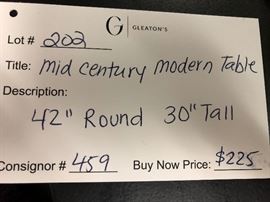 G | GLEATON'S
Lot # 202
Title: Mid Century Modern Table
Description:
42" Round 30" Tall
Consignor # 459 Buy Now Price: $225